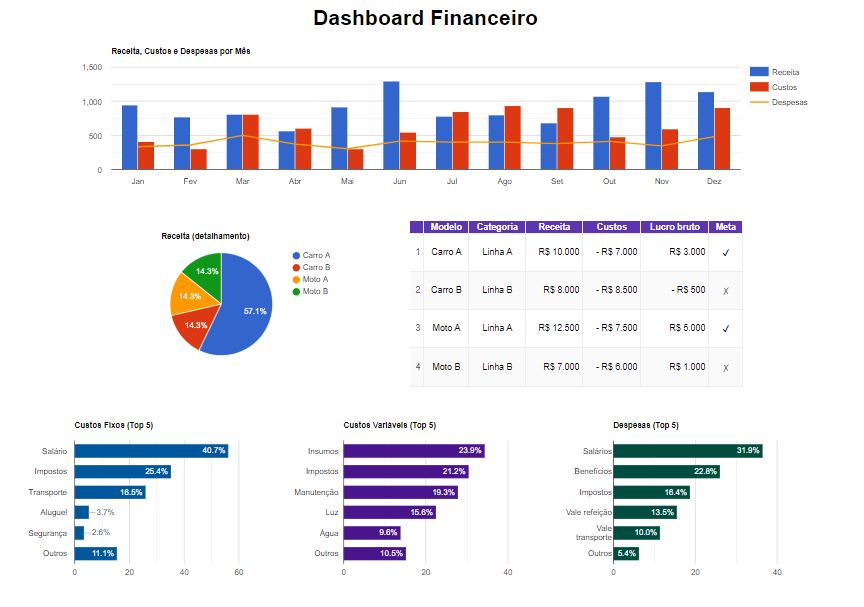 Dashboard Financeiro
Receita, Custos e Despesas por Mês
1,500
1,000
500
0
Jan Fev Mar Abr Mai Jun Jul Ago Set Out Nov Dez
Receita
Custos
Despesas
Receita (detalhamento)
14.3%
14.3%
14.3%
57.1%
Carro A
Carro B
Moto A
Moto B
Modelo Categoria Receita Custos Lucro bruto Meta
1 Carro A Linha A R$ 10.000 - R$ 7.000 R$ 3.000 ✓
2 Carro B Linha B R$ 8.000 - R$ 8.500 - R$ 500 ✗
3 Moto A Linha A R$ 12.500 - R$ 7.500 R$ 5.000 ✓
4 Moto B Linha B R$ 7.000 - R$ 6.000 R$ 1.000 ✗
Custos Fixos (Top 5)
Salário 40.7%
Impostos 25.4%
Transporte 16.5%
Aluguel 3.7%
Segurança 2.6%
Outros 11.1%
0 20 40 60
Custos Variáveis (Top 5)
Insumos 23.9%
Impostos 21.2%
Manutenção 19.3%
Luz 15.6%
Água 9.6%
Outros 10.5%
0 20 40
Despesas (Top 5)
Salários 31.9%
Benefícios 22.8%
Impostos 16.4%
Vale refeição 13.5%
Vale
transporte 10.0%
Outros 5.4%
0 20 40